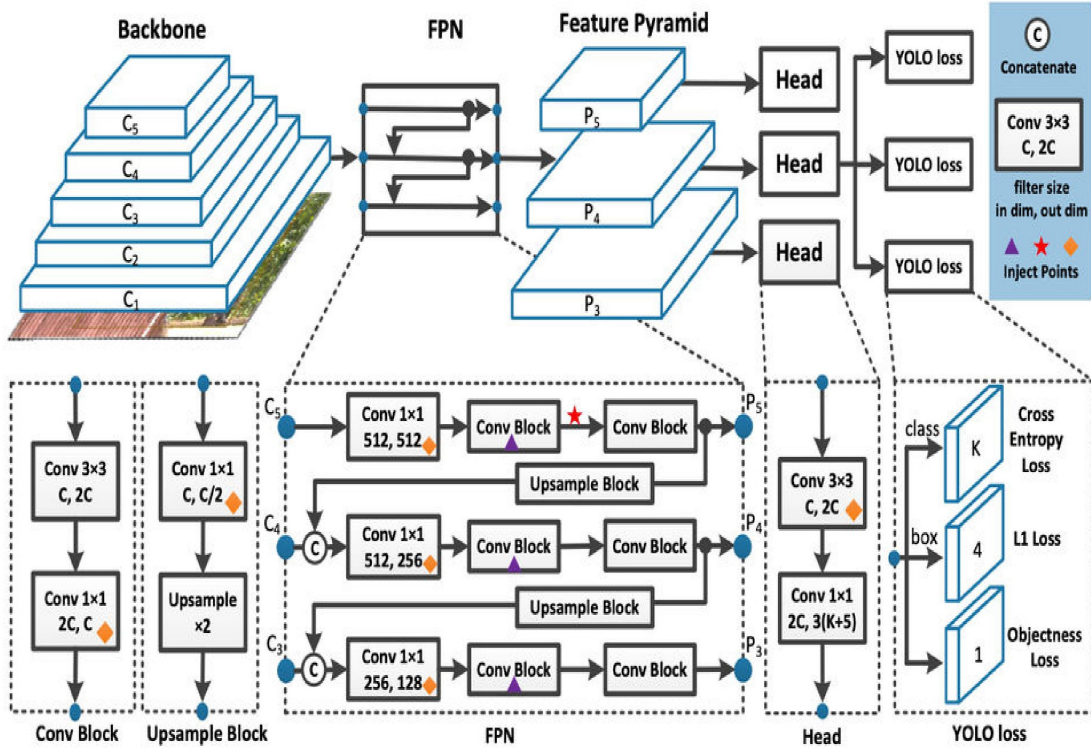 Backbone
FPN
Feature Pyramid
C5
C4
C3
C2
C1
P5
P4
P3
Head
Head
Head
YOLO loss
YOLO loss
YOLO loss
C
Concatenate
Conv 3×3
C, 2C
filter size
in dim, out dim
Inject Points
Conv 3×3
C, 2C
Conv 1×1
2C, C
Conv Block
Conv 1×1
C, C/2
Upsample
×2
Upsample Block
C5
Conv 1×1
512, 512
Conv Block
Conv Block
P5
Upsample Block
C4
C
Conv 1×1
512, 256
Conv Block
Conv Block
P4
Upsample Block
C3
C
Conv 1×1
256, 128
Conv Block
Conv Block
P3
FPN
Conv 3×3
C, 2C
Conv 1×1
2C, 3(K+5)
Head
class
K
Cross
Entropy
Loss
box
4
L1 Loss
1
Objectness
Loss
YOLO loss